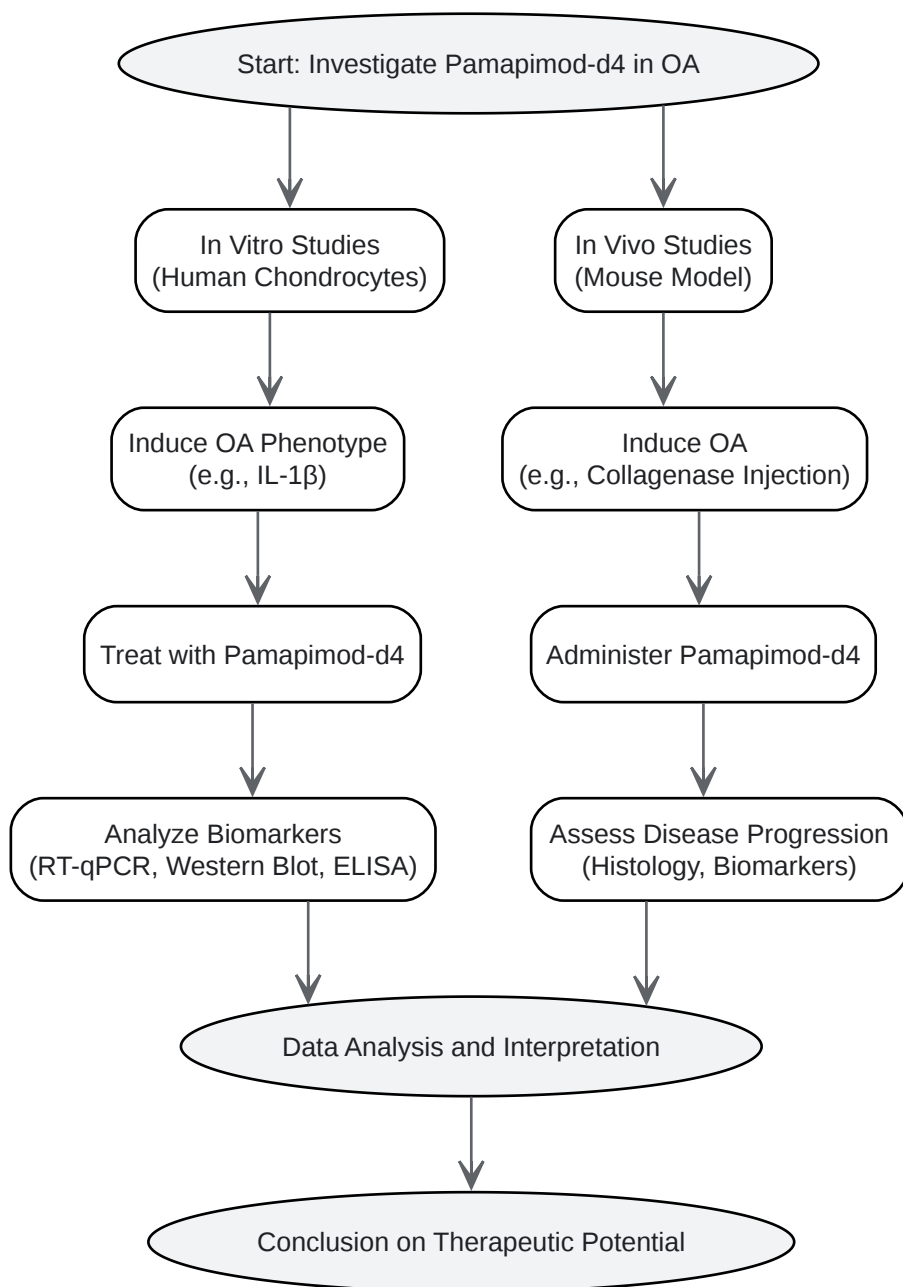 Start: Investigate Pamapimod-d4 in OA
In Vitro Studies
(Human Chondrocytes)
In Vivo Studies
(Mouse Model)
Induce OA Phenotype
(e.g., IL-1β)
Induce OA
(e.g., Collagenase Injection)
Treat with Pamapimod-d4
Administer Pamapimod-d4
Analyze Biomarkers
(RT-qPCR, Western Blot, ELISA)
Assess Disease Progression
(Histology, Biomarkers)
Data Analysis and Interpretation
Conclusion on Therapeutic Potential